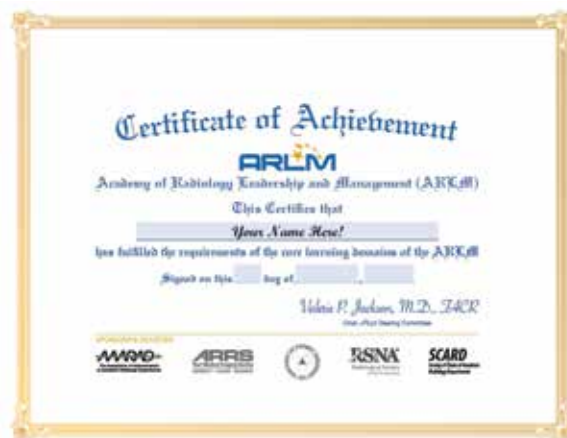 Certificate of Achievement
ARLM
Academy of Radiology Leadership and Management (ARLM)
This Certifies that
Your Name Here!
has fulfilled the requirements of the core learning domains of the ARLM
Signed on this day of ,
Valerie P. Jackson, M.D., FACR
AAARAD
ARRS
RSNA
SCARD